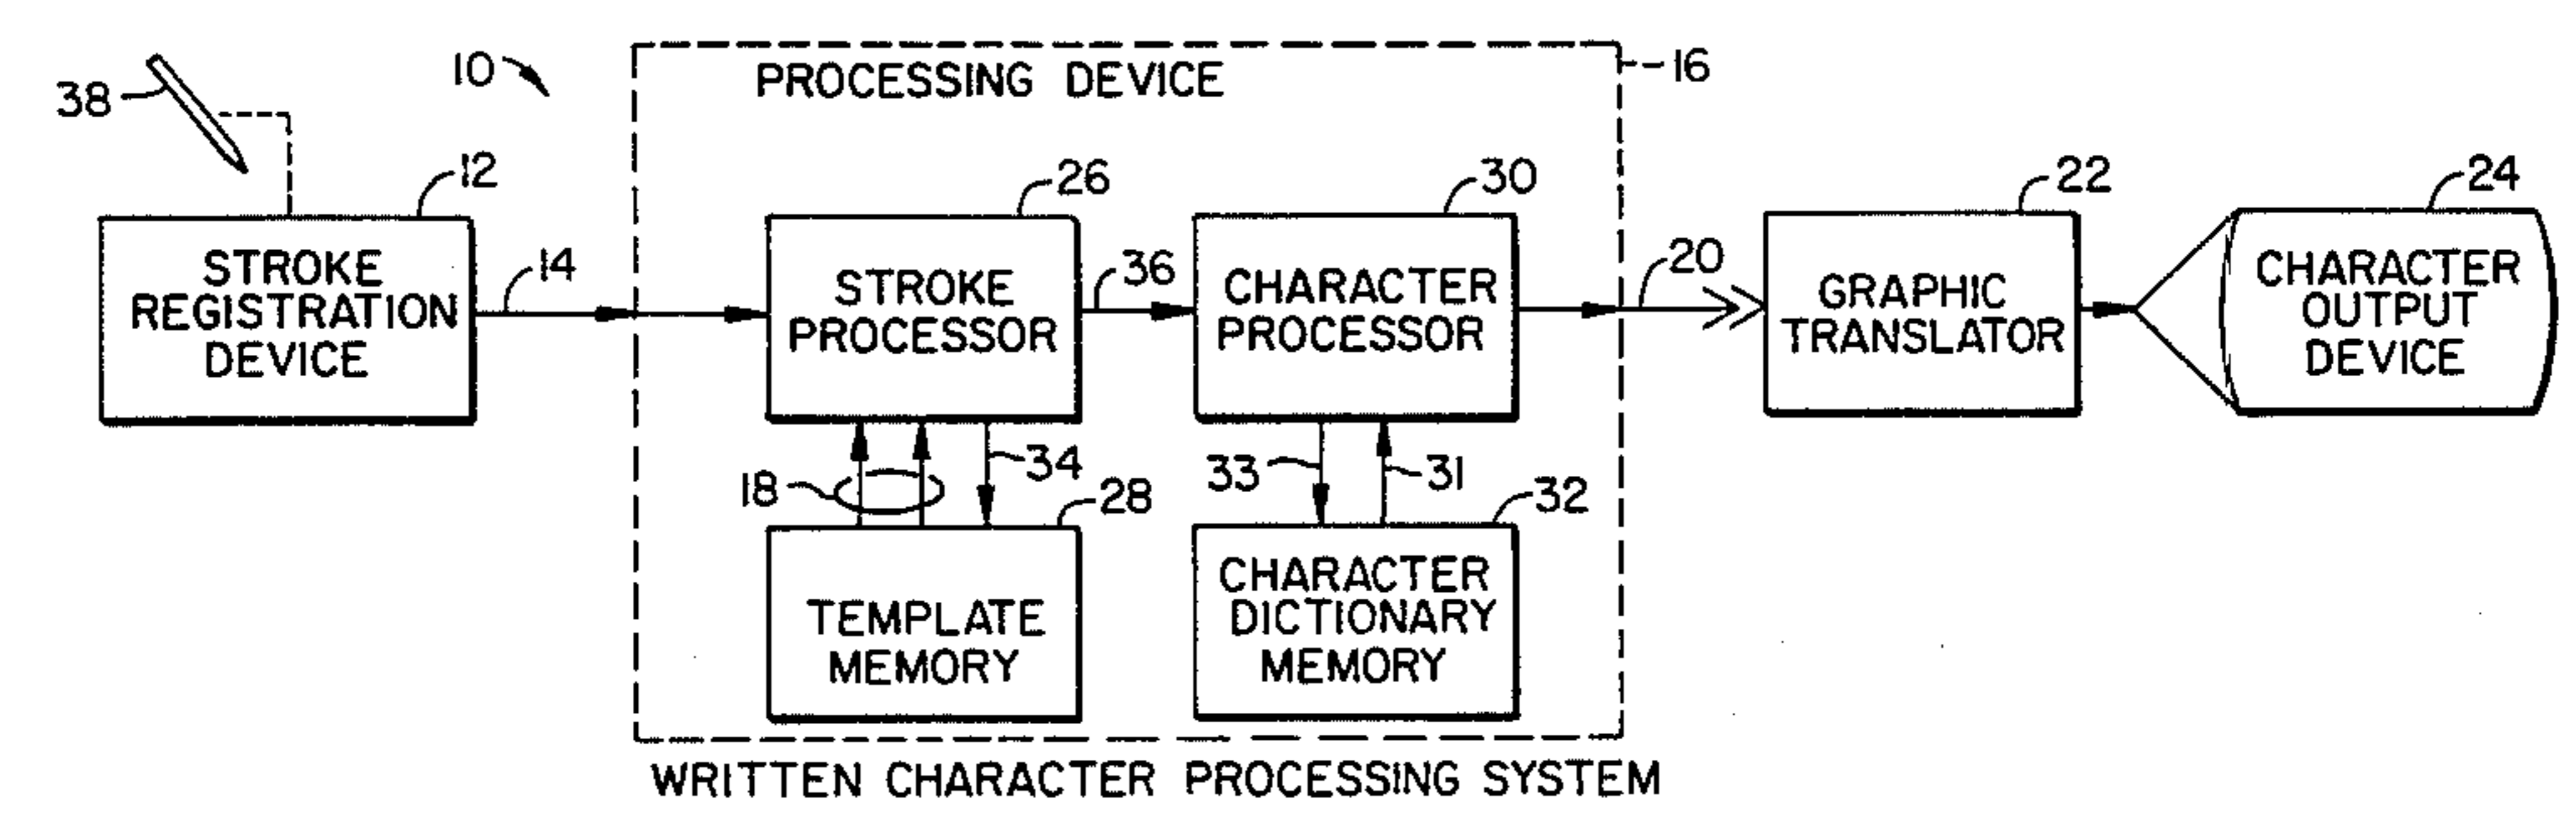 38
10
PROCESSING DEVICE
16
12
26
30
22
24
STROKE
REGISTRATION
DEVICE
14
STROKE
PROCESSOR
36
CHARACTER
PROCESSOR
20
GRAPHIC
TRANSLATOR
CHARACTER
OUTPUT
DEVICE
18
34
28
33
31
32
TEMPLATE
MEMORY
CHARACTER
DICTIONARY
MEMORY
WRITTEN CHARACTER PROCESSING SYSTEM